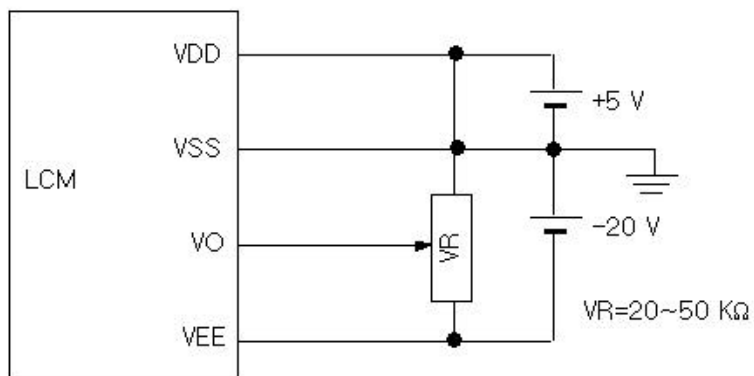 VDD
+5 V
VSS
LCM
-20 V
VO
VR
VR=20~50 KΩ
VEE